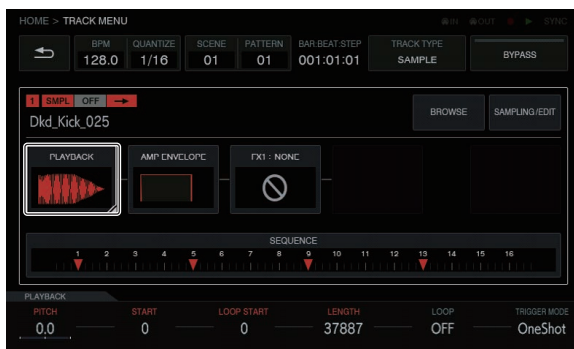 HOME > TRACK MENU IN OUT SYNC
BPM QUANTIZE SCENE PATTERN BAR:BEAT:STEP TRACK TYPE
128.0 1/16 01 01 001:01:01 SAMPLE BYPASS
1 SMPL OFF
Dkd_Kick_025 BROWSE SAMPLING/EDIT
PLAYBACK AMP ENVELOPE FX1 : NONE
SEQUENCE
1 2 3 4 5 6 7 8 9 10 11 12 13 14 15 16
PLAYBACK
PITCH START LOOP START LENGTH LOOP TRIGGER MODE
0.0 0 0 37887 OFF OneShot